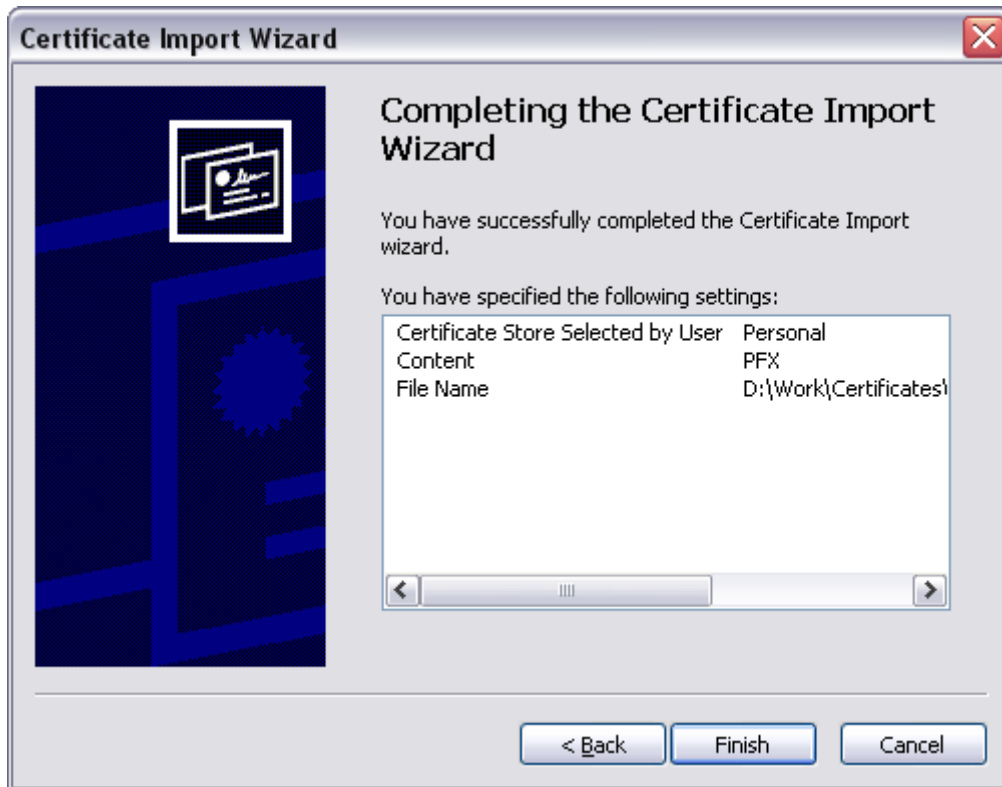 Certificate Import Wizard
Completing the Certificate Import
Wizard
You have successfully completed the Certificate Import
wizard.
You have specified the following settings:
Certificate Store Selected by User Personal
Content PFX
File Name D:\Work\Certificates\
< Back Finish Cancel